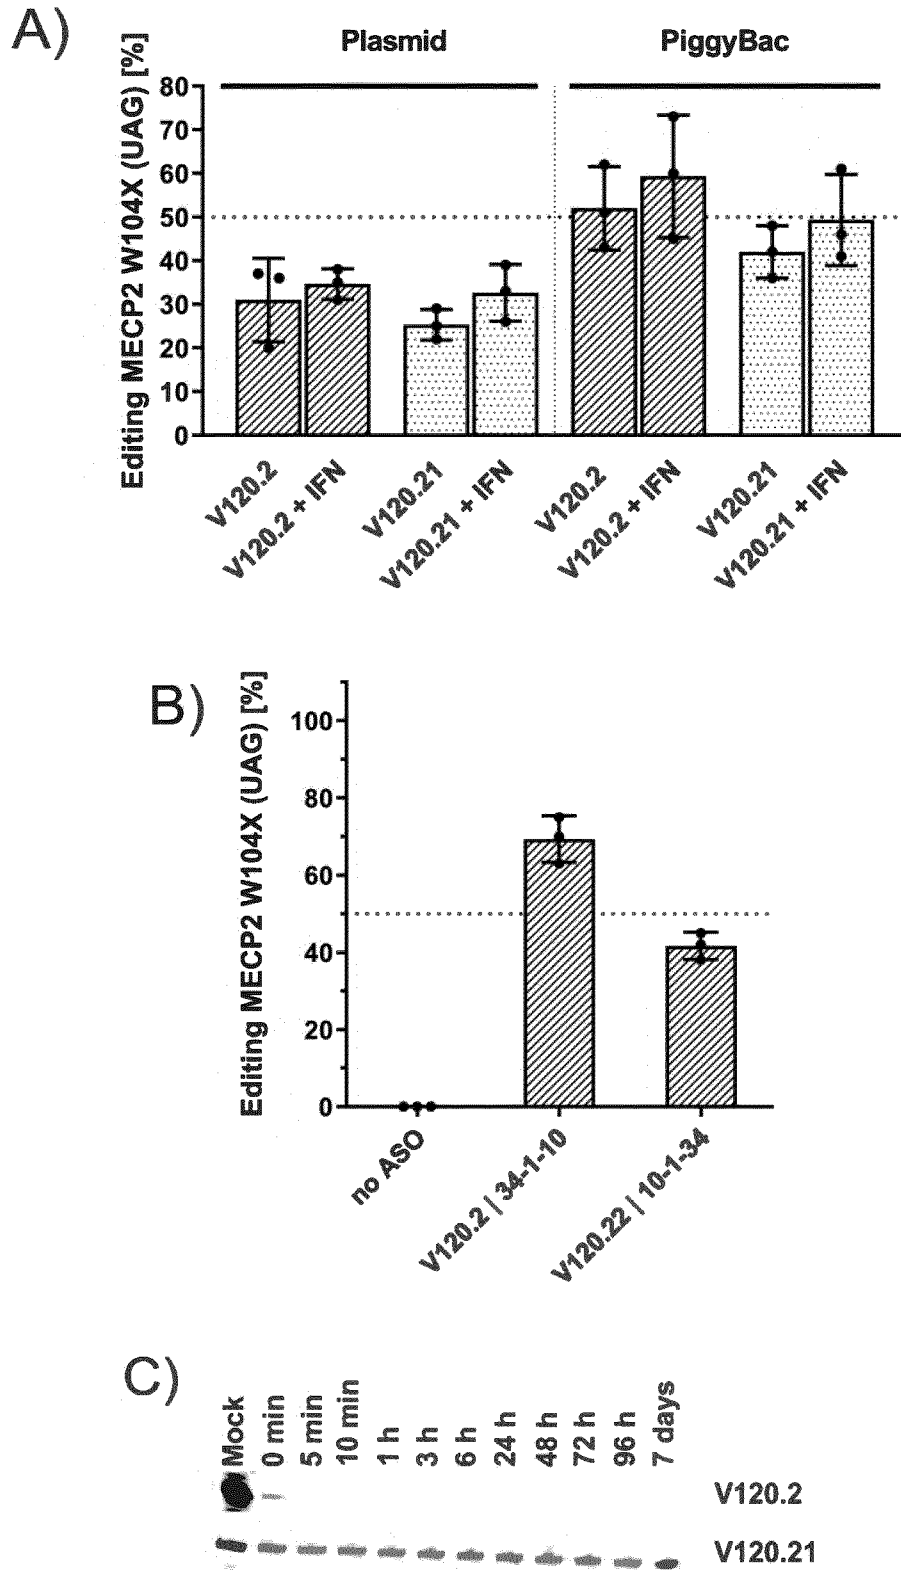 A)
Plasmid
PiggyBac
Editing MECP2 W104X (UAG) [%]
80
70
60
50
40
30
20
10
0
V120.2
V120.2 + IFN
V120.21
V120.21 + IFN
V120.2
V120.2 + IFN
V120.21
V120.21 + IFN
B)
Editing MECP2 W104X (UAG) [%]
100
80
60
40
20
0
no ASO
V120.2 | 34-1-10
V120.22 | 10-1-34
C)
Mock
0 min
5 min
10 min
1 h
3 h
6 h
24 h
48 h
72 h
96 h
7 days
V120.2
V120.21